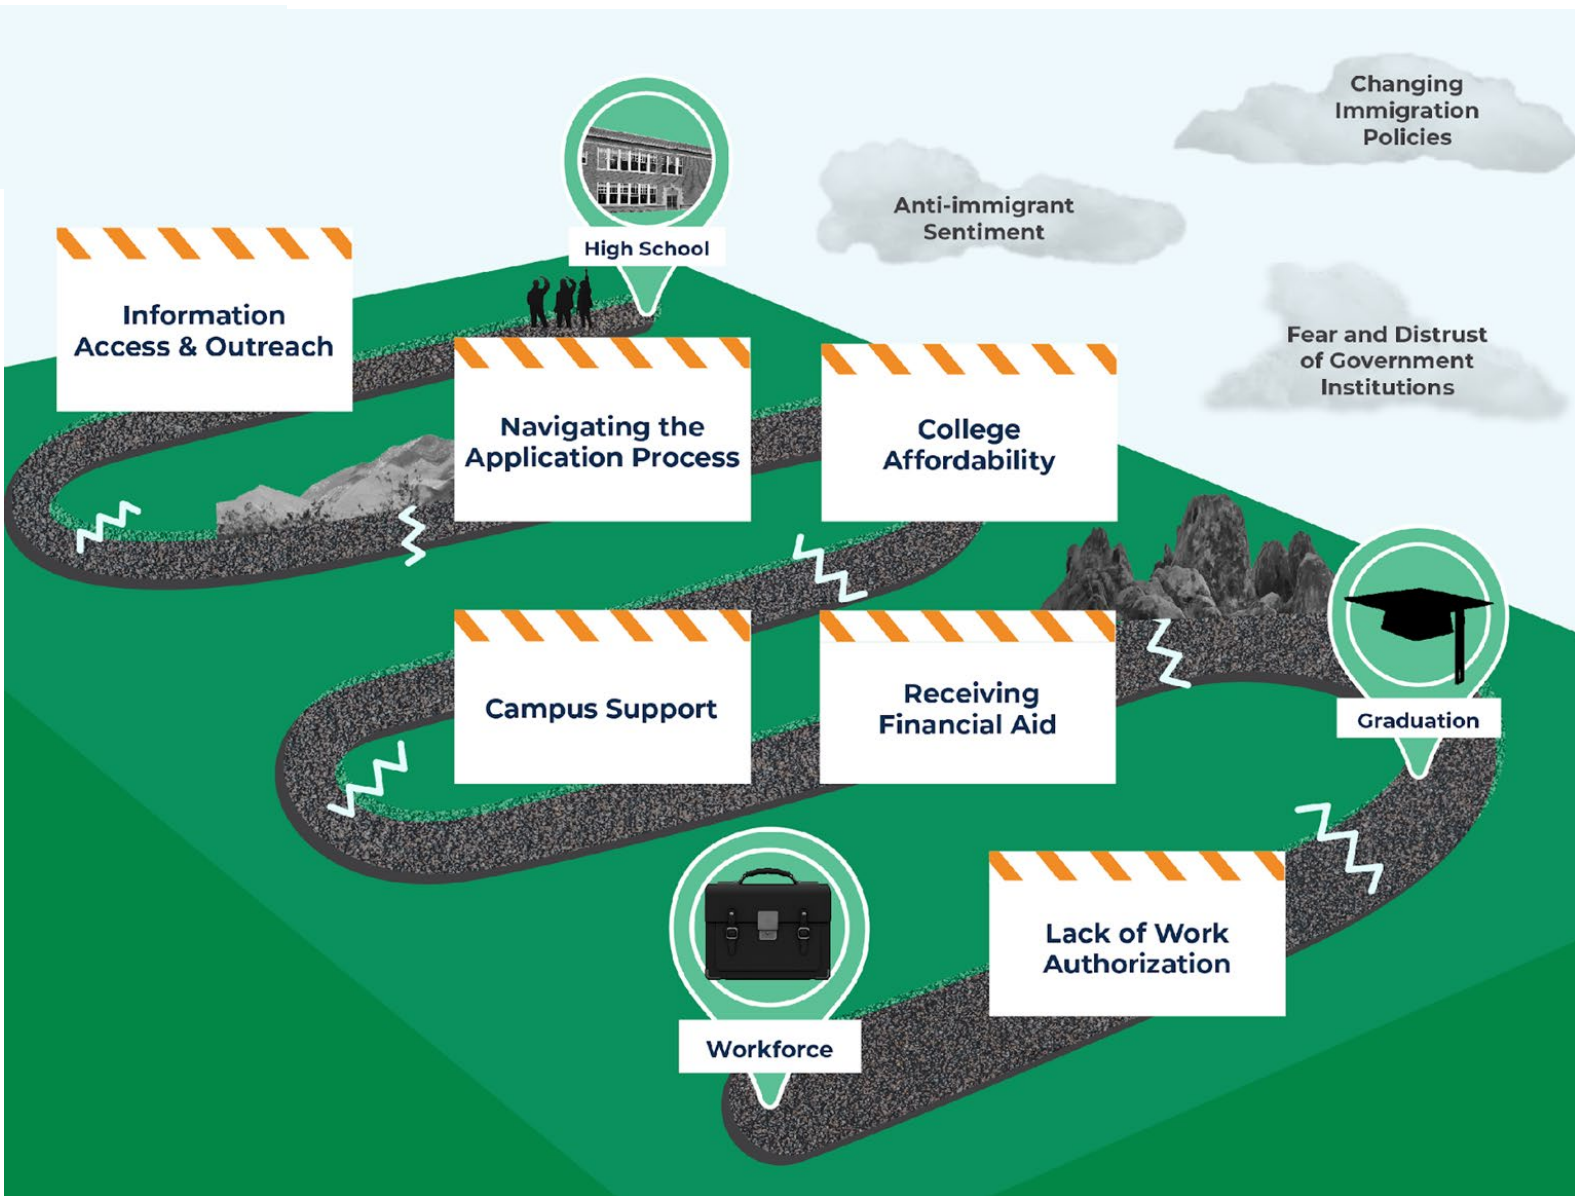 Changing
Immigration
Policies
Anti-immigrant
Sentiment
High School
Information
Access & Outreach
Fear and Distrust
of Government
Institutions
Navigating the
Application Process
College
Affordability
Campus Support
Receiving
Financial Aid
Graduation
Lack of Work
Authorization
Workforce